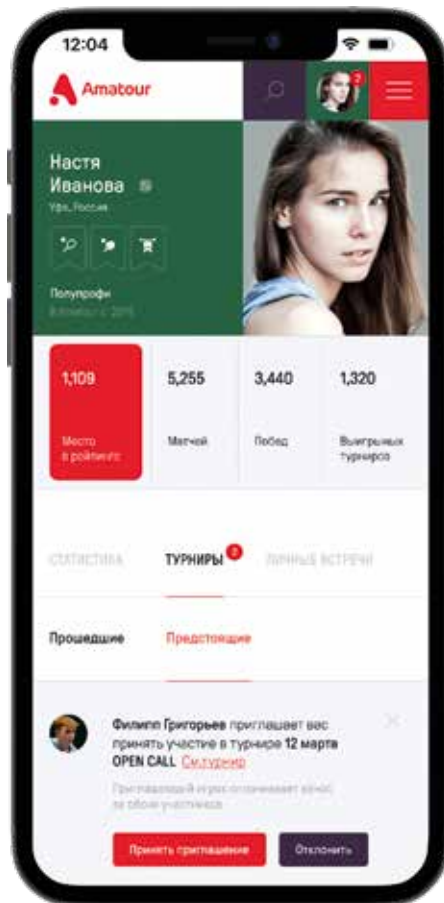 12:04
Amatour
2
Настя
Иванова
Уфа, Россия
Полупрофи
1,109
5,255
3,440
1,320
Место
в рейтинге
Матчей
Побед
Выигрыных
турниров
СТАТИСТИКА
ТУРНИРЫ 2
ЛИЧНЫЕ ВСТРЕЧИ
Прошедшие
Предстоящие
Филипп Григорьев приглашает вас
принять участие в турнире 12 марта
OPEN CALL См.турнир
Приглашающий игрок оплачивает взнос
за обоих участников
Принять приглашение
Отклонить